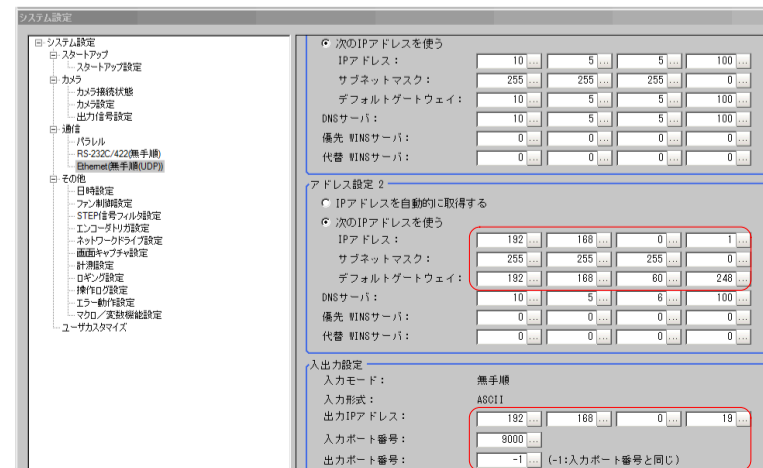 システム設定
システム設定
スタートアップ
スタートアップ設定
カメラ
カメラ接続状態
カメラ設定
出力信号設定
通信
パラレル
RS-232C/422(無手順)
Ethernet(無手順(UDP))
その他
日時設定
ファン制御設定
STEP信号フィルタ設定
エンコーダトリガ設定
ネットワークドライブ設定
画面キャプチャ設定
計測設定
ロギング設定
操作ログ設定
エラー動作設定
マクロ/変数機能設定
ユーザカスタマイズ
次のIPアドレスを使う
IPアドレス: 10 ... 5 ... 5 ... 100 ...
サブネットマスク: 255 ... 255 ... 255 ... 0 ...
デフォルトゲートウェイ: 10 ... 5 ... 5 ... 100 ...
DNSサーバ: 10 ... 5 ... 5 ... 100 ...
優先 WINSサーバ: 0 ... 0 ... 0 ... 0 ...
代替 WINSサーバ: 0 ... 0 ... 0 ... 0 ...
アドレス設定 2
IPアドレスを自動的に取得する
次のIPアドレスを使う
IPアドレス: 192 ... 168 ... 0 ... 1 ...
サブネットマスク: 255 ... 255 ... 255 ... 0 ...
デフォルトゲートウェイ: 192 ... 168 ... 60 ... 248 ...
DNSサーバ: 10 ... 5 ... 6 ... 100 ...
優先 WINSサーバ: 0 ... 0 ... 0 ... 0 ...
代替 WINSサーバ: 0 ... 0 ... 0 ... 0 ...
入出力設定
入力モード: 無手順
入力形式: ASCII
出力IPアドレス: 192 ... 168 ... 0 ... 19 ...
入力ポート番号: 9000 ...
出力ポート番号: -1 ... (-1:入力ポート番号と同じ)